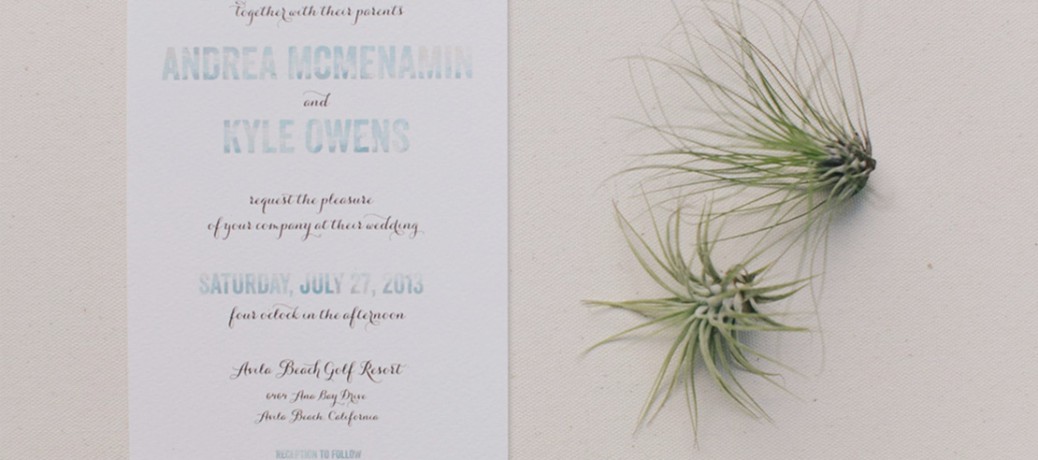 together with their parents
ANDREA MCMENAMIN
and
KYLE OWENS
request the pleasure
of your company at their wedding
SATURDAY, JULY 27, 2013
four oclock in the afternoon
Avila Beach Golf Resort
Ana Bay Drive
Avila Beach, California
RECEPTION TO FOLLOW